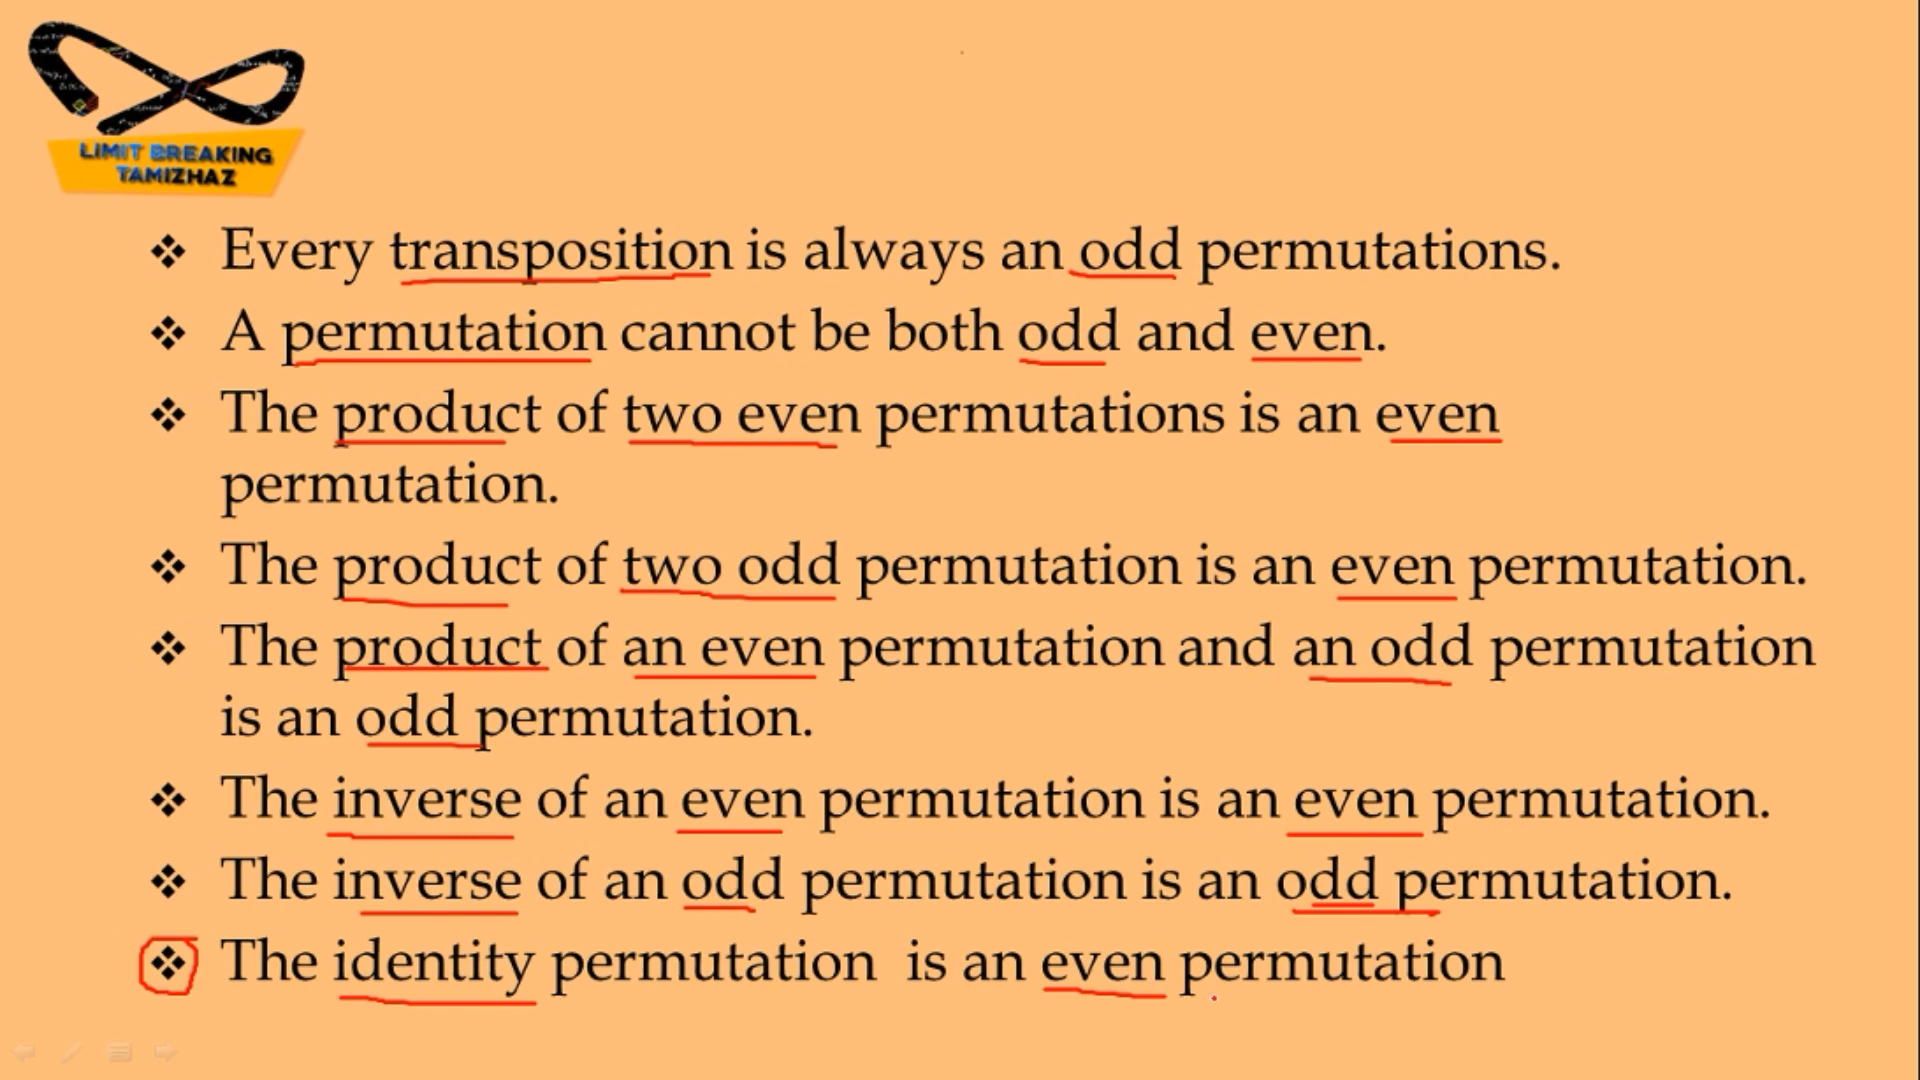 LIMIT BREAKING
TAMIZHAZ
❖ Every transposition is always an odd permutations.
❖ A permutation cannot be both odd and even.
❖ The product of two even permutations is an even
permutation.
❖ The product of two odd permutation is an even permutation.
❖ The product of an even permutation and an odd permutation
is an odd permutation.
❖ The inverse of an even permutation is an even permutation.
❖ The inverse of an odd permutation is an odd permutation.
❖ The identity permutation is an even permutation